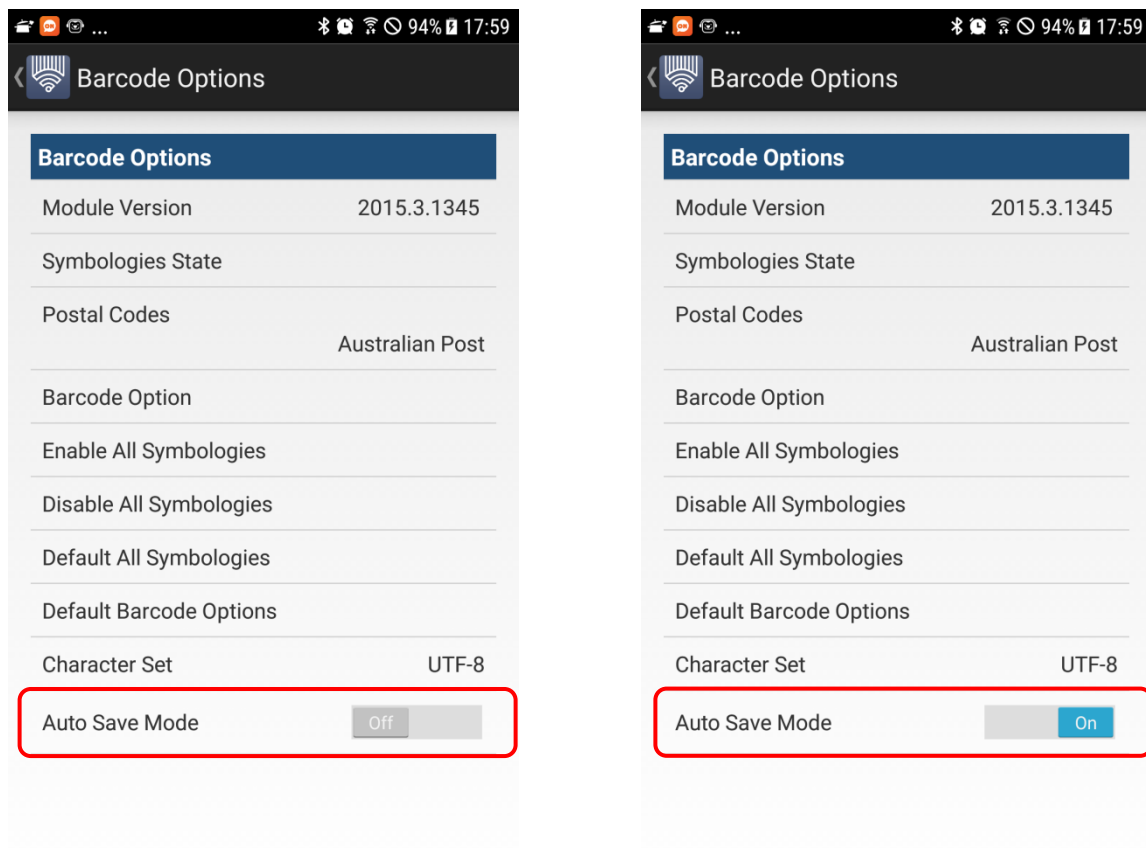 ... 94% 17:59
Barcode Options
Barcode Options
Module Version 2015.3.1345
Symbologies State
Postal Codes
Australian Post
Barcode Option
Enable All Symbologies
Disable All Symbologies
Default All Symbologies
Default Barcode Options
Character Set UTF-8
Auto Save Mode Off
... 94% 17:59
Barcode Options
Barcode Options
Module Version 2015.3.1345
Symbologies State
Postal Codes
Australian Post
Barcode Option
Enable All Symbologies
Disable All Symbologies
Default All Symbologies
Default Barcode Options
Character Set UTF-8
Auto Save Mode On